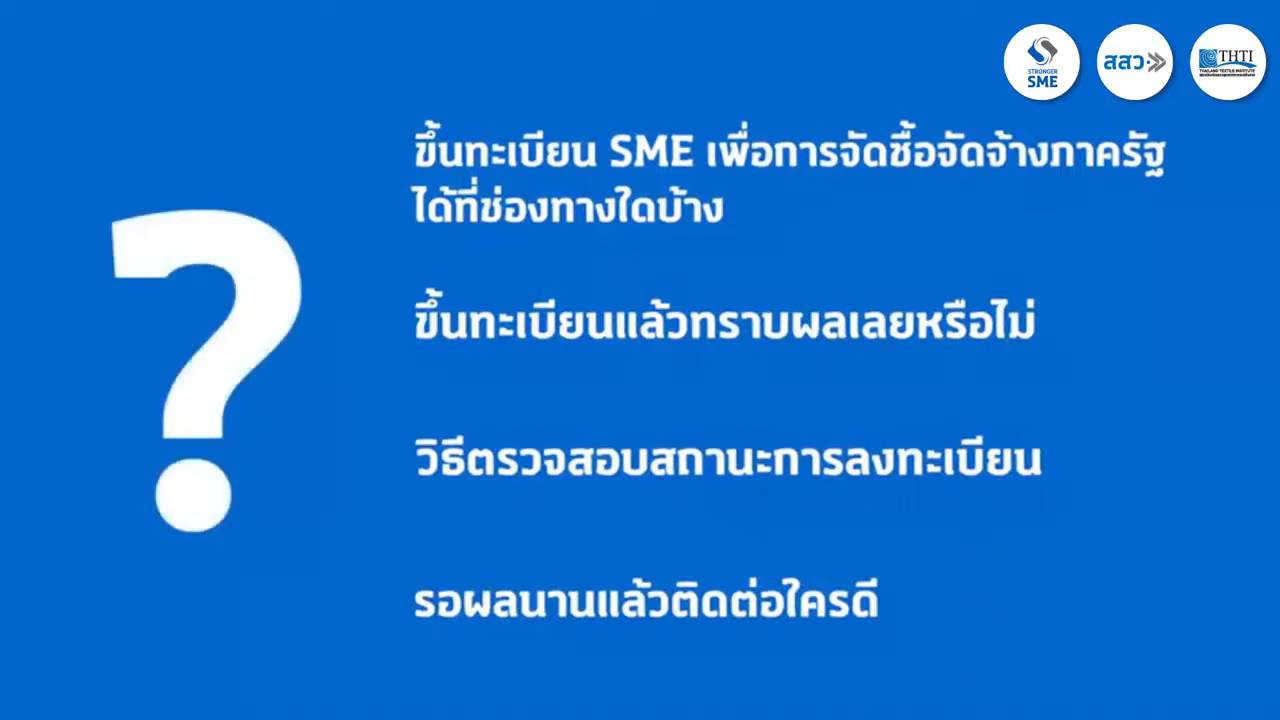 STRONGER
SME
สสว
THTI
THAILAND TEXTILE INSTITUTE
ขึ้นทะเบียน SME เพื่อการจัดซื้อจัดจ้างภาครัฐ
ได้ที่ช่องทางใดบ้าง
ขึ้นทะเบียนแล้วทราบผลเลยหรือไม่
?
วิธีตรวจสอบสถานะการลงทะเบียน
รอผลนานแล้วติดต่อใครดี